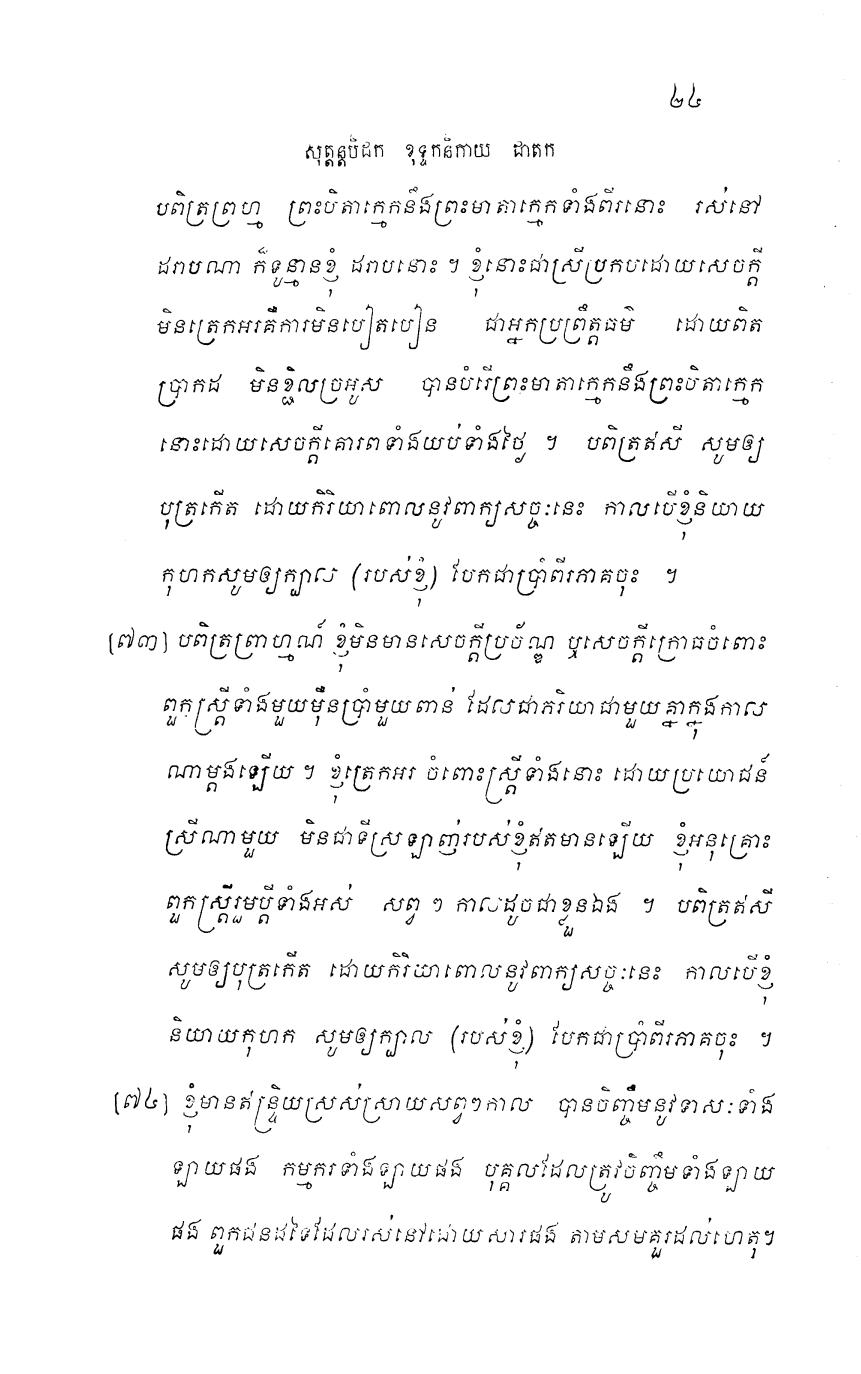 ២៤
សុត្តន្តបិដក ខុទ្ទកនិកាយ ជាតក
បពិត្រព្រហ្ម ព្រះបិតាក្មេកនឹងព្រះមាតាក្មេកទាំងពីរនោះ រស់នៅ
ដរាបណា ក៏ទូន្មានខ្ញុំ ដរាបនោះ ។ ខ្ញុំនោះជាស្រីប្រកបដោយសេចក្តី
មិនត្រេកអរគឺការមិនបៀតបៀន ជាអ្នកប្រព្រឹត្តធម៌ ដោយពិត
ប្រាកដ មិនខ្ជិលច្រអូស បានបំរើព្រះមាតាក្មេកនឹងព្រះបិតាក្មេក
នោះដោយសេចក្តីគោរពទាំងយប់ទាំងថ្ងៃ ។ បពិត្រឥសី សូមឲ្យ
បុត្រកើត ដោយកិរិយាពោលនូវពាក្យសច្ចៈនេះ កាលបើខ្ញុំនិយាយ
កុហកសូមឲ្យក្បាល (របស់ខ្ញុំ) បែកជាប្រាំពីរភាគចុះ ។
(៧៣) បពិត្រព្រាហ្មណ៍ ខ្ញុំមិនមានសេចក្តីប្រច័ណ្ឌ ឬសេចក្តីក្រោធចំពោះ
ពួកស្ត្រីទាំងមួយម៉ឺនប្រាំមួយពាន់ ដែលជាភរិយាជាមួយគ្នាក្នុងកាល
ណាម្តងឡើយ ។ ខ្ញុំត្រេកអរ ចំពោះស្ត្រីទាំងនោះ ដោយប្រយោជន៍
ស្រីណាមួយ មិនជាទីស្រឡាញ់របស់ខ្ញុំឥតមានឡើយ ខ្ញុំអនុគ្រោះ
ពួកស្ត្រីរួមប្តីទាំងអស់ សព្វ ៗ កាលដូចជាខ្លួនឯង ។ បពិត្រឥសី
សូមឲ្យបុត្រកើត ដោយកិរិយាពោលនូវពាក្យសច្ចៈនេះ កាលបើខ្ញុំ
និយាយកុហក សូមឲ្យក្បាល (របស់ខ្ញុំ) បែកជាប្រាំពីរភាគចុះ ។
(៧៤) ខ្ញុំមានឥន្ទ្រិយស្រស់ស្រាយសព្វៗកាល បានចិញ្ចឹមនូវទាសៈទាំង
ឡាយផង កម្មករទាំងឡាយផង បុគ្គលដែលត្រូវចិញ្ចឹមទាំងឡាយ
ផង ពួកជនដទៃដែលរស់នៅដោយសារផង តាមសមគួរដល់ហេតុ។